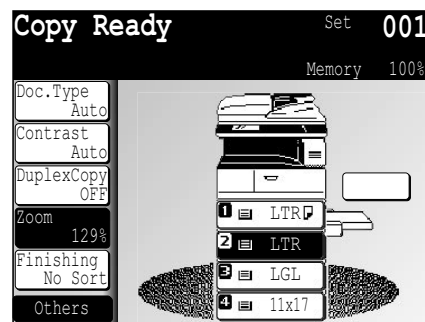 Copy Ready
Set 001
Memory 100%
Doc.Type
Auto
Contrast
Auto
DuplexCopy
OFF
Zoom
129%
Finishing
No Sort
Others
1 LTR
2 LTR
3 LGL
4 11x17